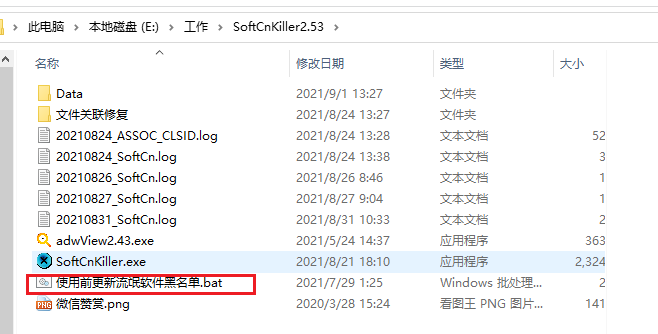 此电脑 › 本地磁盘 (E:) › 工作 › SoftCnKiller2.53
名称 修改日期 类型 大小
Data 2021/9/1 13:27 文件夹
文件关联修复 2021/8/24 13:27 文件夹
20210824_ASSOC_CLSID.log 2021/8/24 13:28 文本文档 52
20210824_SoftCn.log 2021/8/24 13:38 文本文档 3
20210826_SoftCn.log 2021/8/26 8:46 文本文档 1
20210827_SoftCn.log 2021/8/27 9:04 文本文档 1
20210831_SoftCn.log 2021/8/31 10:33 文本文档 2
adwView2.43.exe 2021/5/24 14:37 应用程序 363
SoftCnKiller.exe 2021/8/21 18:10 应用程序 2,324
使用前更新流氓软件黑名单.bat 2021/7/29 1:25 Windows 批处理... 1
PNG 微信赞赏.png 2020/3/28 15:24 看图王 PNG 图片... 141